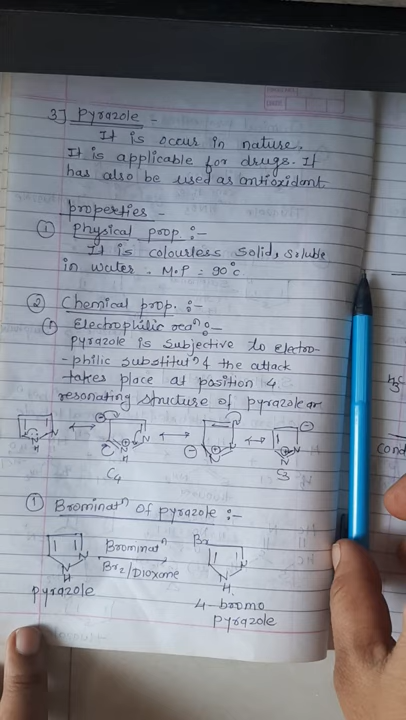 3] Pyrazole -
It is occur in nature.
It is applicable for drugs. It
has also be used as antioxidant
properties -
① physical prop :-
It is colourless solid, soluble
in water. M.P = 90°c
② Chemical prop. :-
① Electrophilic ocaⁿ :-
pyrazole is subjective to electro-
-philic substitutⁿ & the attack
takes place at position 4
resonating structure of pyrazole are
C4 3
① Brominatⁿ Of pyrazole :-
Brominatⁿ
Br2/Dioxane
Br
pyrazole
4-bromo
pyrazole
H3C
cond